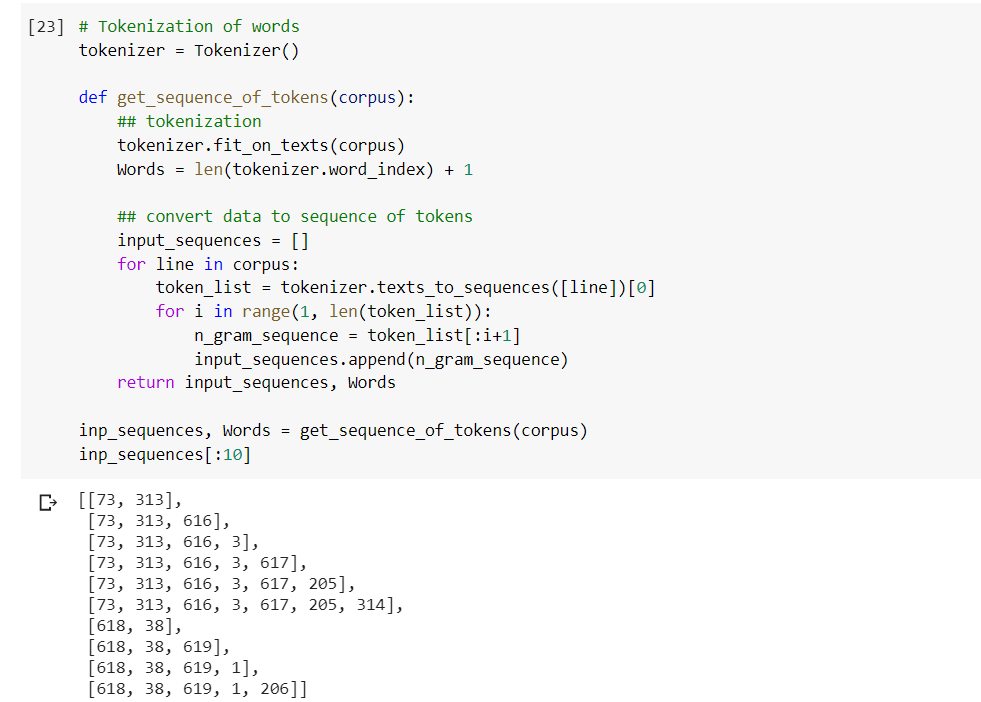 [23] # Tokenization of words
tokenizer = Tokenizer()
def get_sequence_of_tokens(corpus):
## tokenization
tokenizer.fit_on_texts(corpus)
Words = len(tokenizer.word_index) + 1
## convert data to sequence of tokens
input_sequences = []
for line in corpus:
token_list = tokenizer.texts_to_sequences([line])[0]
for i in range(1, len(token_list)):
n_gram_sequence = token_list[:i+1]
input_sequences.append(n_gram_sequence)
return input_sequences, Words
inp_sequences, Words = get_sequence_of_tokens(corpus)
inp_sequences[:10]
[[73, 313],
[73, 313, 616],
[73, 313, 616, 3],
[73, 313, 616, 3, 617],
[73, 313, 616, 3, 617, 205],
[73, 313, 616, 3, 617, 205, 314],
[618, 38],
[618, 38, 619],
[618, 38, 619, 1],
[618, 38, 619, 1, 206]]